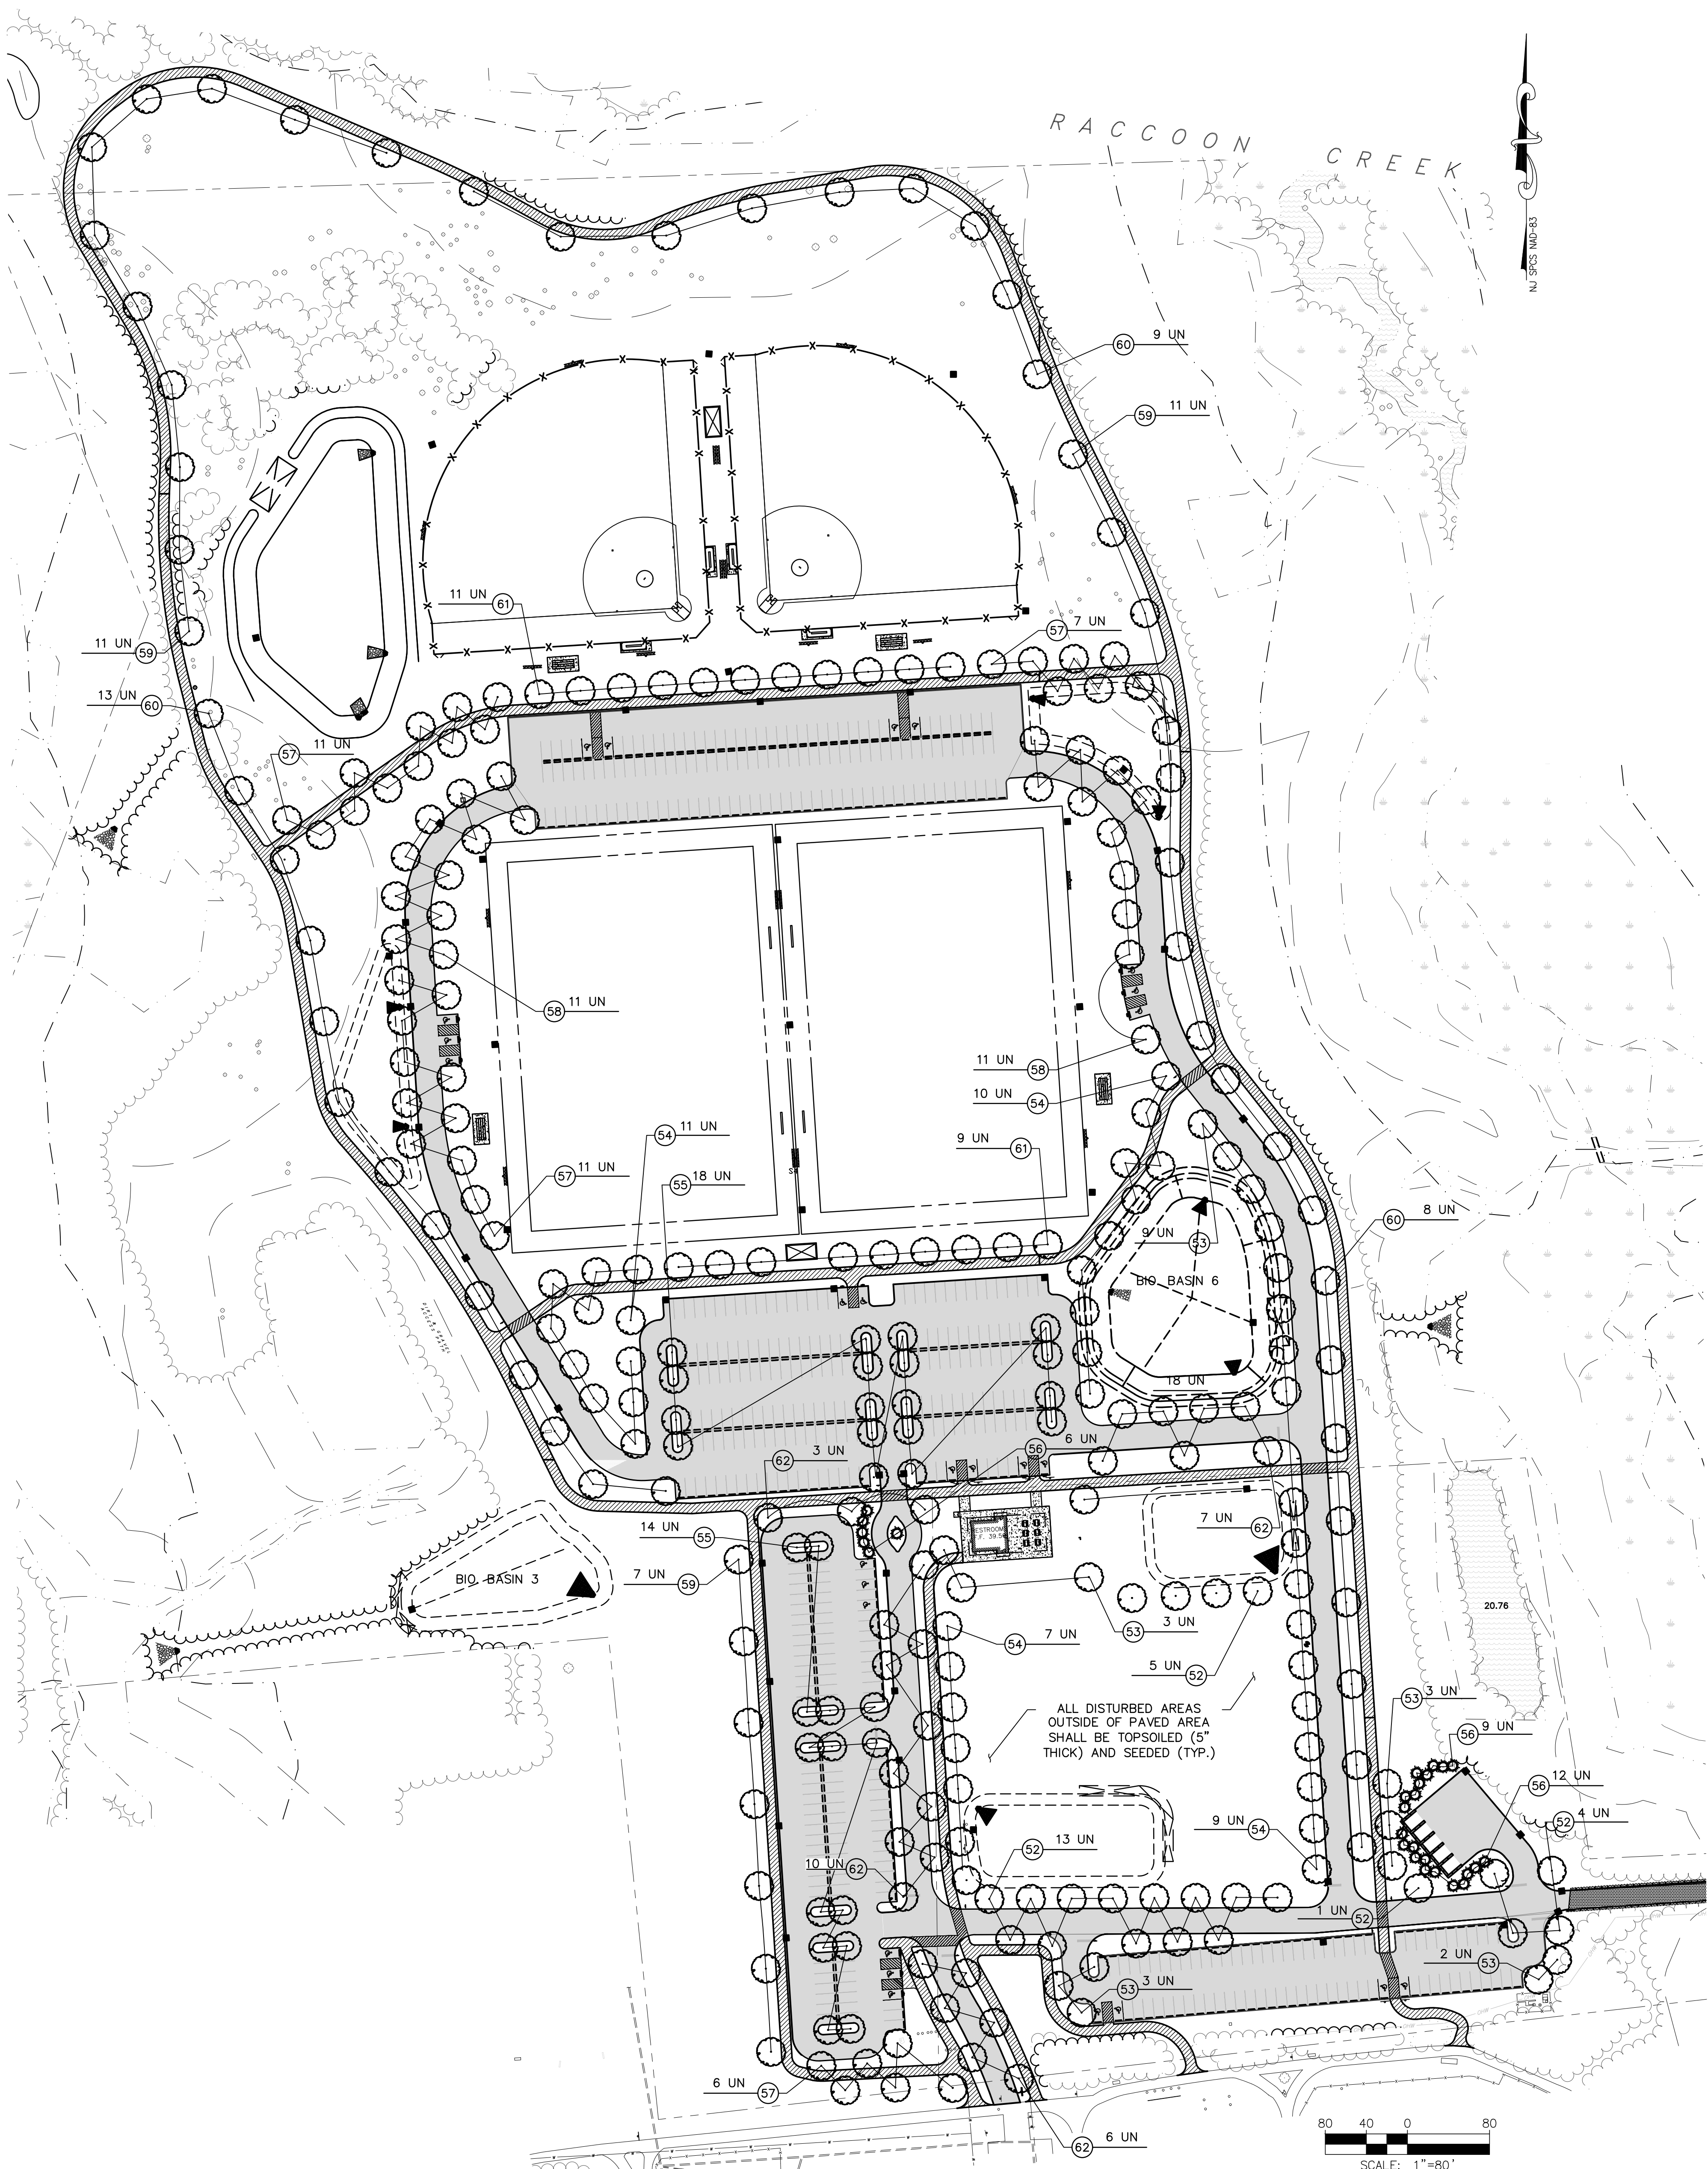 RACCOON CREEK
NJ SPCS NAD-83
60 9 UN
59 11 UN
11 UN 61
57 7 UN
11 UN 59
13 UN 60
57 11 UN
58 11 UN
11 UN 58
10 UN 54
54 11 UN
9 UN 61
57 11 UN
55 18 UN
60 8 UN
9 UN 53
BIO. BASIN 6
18 UN
56 6 UN
62 3 UN
14 UN 55
7 UN 62
7 UN 59
BIO. BASIN 3
20.76
53 3 UN
54 7 UN
5 UN 52
ALL DISTURBED AREAS
OUTSIDE OF PAVED AREA
SHALL BE TOPSOILED (5"
THICK) AND SEEDED (TYP.)
53 3 UN
56 9 UN
56 12 UN
52 4 UN
9 UN 54
52 13 UN
10 UN 62
1 UN 52
2 UN 53
53 3 UN
6 UN 57
62 6 UN
80 40 0 80
SCALE: 1"=80'